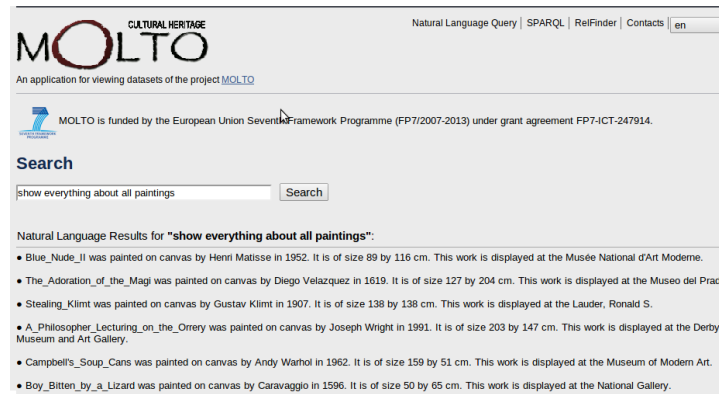 CULTURAL HERITAGE
MOLTO
Natural Language Query | SPARQL | RelFinder | Contacts | en
An application for viewing datasets of the project MOLTO
7
SEVENTH FRAMEWORK
PROGRAMME
MOLTO is funded by the European Union Seventh Framework Programme (FP7/2007-2013) under grant agreement FP7-ICT-247914.
Search
show everything about all paintings
Search
Natural Language Results for "show everything about all paintings":
● Blue_Nude_II was painted on canvas by Henri Matisse in 1952. It is of size 89 by 116 cm. This work is displayed at the Musée National d'Art Moderne.
● The_Adoration_of_the_Magi was painted on canvas by Diego Velazquez in 1619. It is of size 127 by 204 cm. This work is displayed at the Museo del Prad
● Stealing_Klimt was painted on canvas by Gustav Klimt in 1907. It is of size 138 by 138 cm. This work is displayed at the Lauder, Ronald S.
● A_Philosopher_Lecturing_on_the_Orrery was painted on canvas by Joseph Wright in 1991. It is of size 203 by 147 cm. This work is displayed at the Derby
Museum and Art Gallery.
● Campbell's_Soup_Cans was painted on canvas by Andy Warhol in 1962. It is of size 159 by 51 cm. This work is displayed at the Museum of Modern Art.
● Boy_Bitten_by_a_Lizard was painted on canvas by Caravaggio in 1596. It is of size 50 by 65 cm. This work is displayed at the National Gallery.